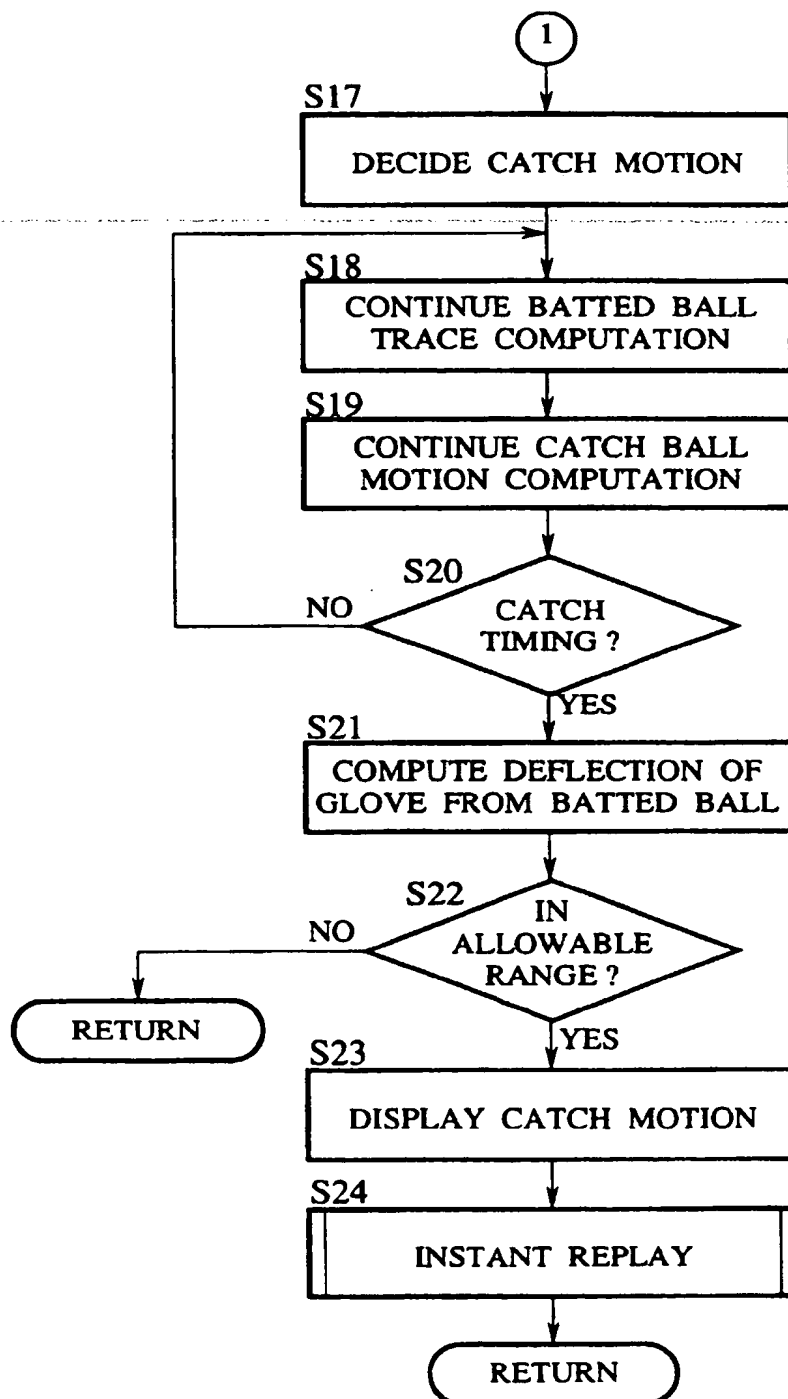 1
S17
DECIDE CATCH MOTION
S18
CONTINUE BATTED BALL
TRACE COMPUTATION
S19
CONTINUE CATCH BALL
MOTION COMPUTATION
S20
NO
CATCH
TIMING ?
YES
S21
COMPUTE DEFLECTION OF
GLOVE FROM BATTED BALL
S22
NO
IN
ALLOWABLE
RANGE ?
RETURN
YES
S23
DISPLAY CATCH MOTION
S24
INSTANT REPLAY
RETURN